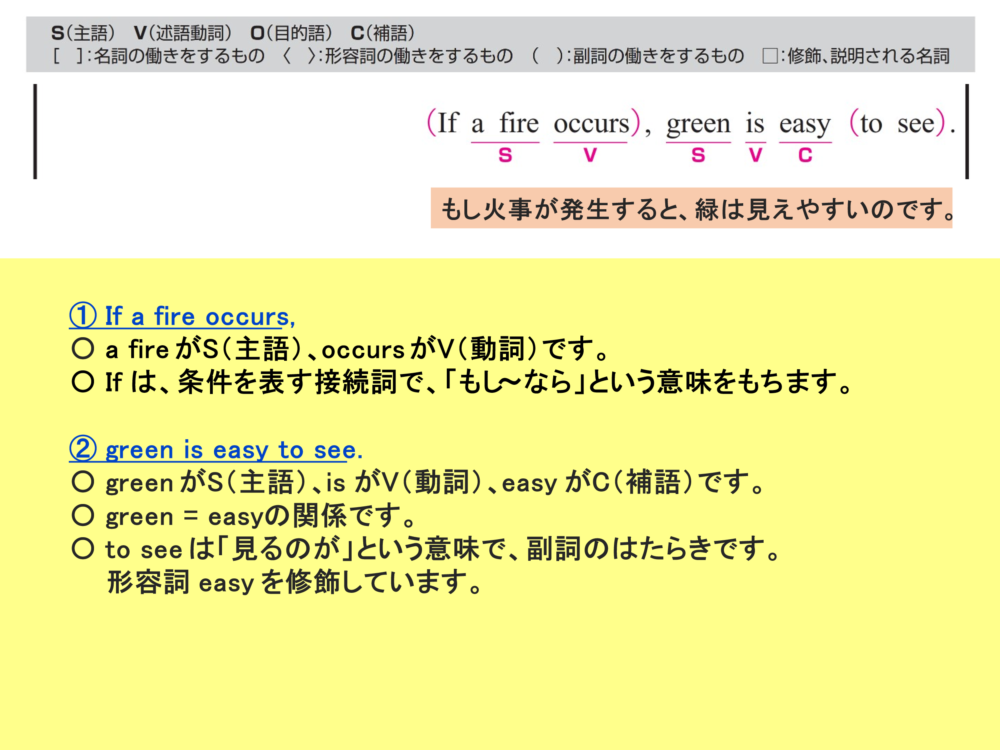 S（主語）　V（述語動詞）　O（目的語）　C（補語）
［　］：名詞の働きをするもの　〈　〉：形容詞の働きをするもの　（　）：副詞の働きをするもの　□：修飾、説明される名詞
(If a fire occurs), green is easy (to see).
S V S V C
もし火事が発生すると、緑は見えやすいのです。
① If a fire occurs,
○ a fire がS（主語）、occurs がV（動詞）です。
○ If は、条件を表す接続詞で、「もし～なら」という意味をもちます。
② green is easy to see.
○ green がS（主語）、is がV（動詞）、easy がC（補語）です。
○ green = easyの関係です。
○ to see は「見るのが」という意味で、副詞のはたらきです。
形容詞 easy を修飾しています。